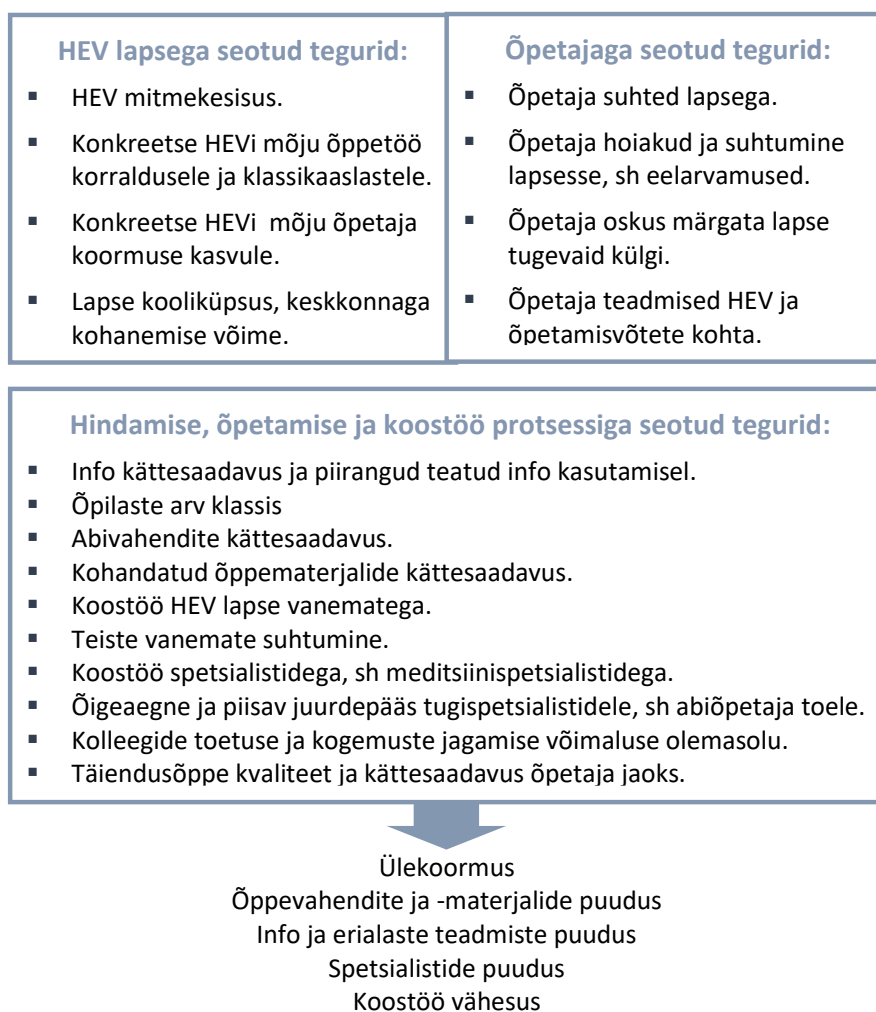 HEV lapsega seotud tegurid:
▪ HEV mitmekesisus.
▪ Konkreetse HEVi mõju õppetöö
korraldusele ja klassikaaslastele.
▪ Konkreetse HEVi mõju õpetaja
koormuse kasvule.
▪ Lapse kooliküpsus, keskkonnaga
kohanemise võime.
Õpetajaga seotud tegurid:
▪ Õpetaja suhted lapsega.
▪ Õpetaja hoiakud ja suhtumine
lapsesse, sh eelarvamused.
▪ Õpetaja oskus märgata lapse
tugevaid külgi.
▪ Õpetaja teadmised HEV ja
õpetamisvõtete kohta.
Hindamise, õpetamise ja koostöö protsessiga seotud tegurid:
▪ Info kättesaadavus ja piirangud teatud info kasutamisel.
▪ Õpilaste arv klassis
▪ Abivahendite kättesaadavus.
▪ Kohandatud õppematerjalide kättesaadavus.
▪ Koostöö HEV lapse vanematega.
▪ Teiste vanemate suhtumine.
▪ Koostöö spetsialistidega, sh meditsiinispetsialistidega.
▪ Õigeaegne ja piisav juurdepääs tugispetsialistidele, sh abiõpetaja toele.
▪ Kolleegide toetuse ja kogemuste jagamise võimaluse olemasolu.
▪ Täiendusõppe kvaliteet ja kättesaadavus õpetaja jaoks.
Ülekoormus
Õppevahendite ja -materjalide puudus
Info ja erialaste teadmiste puudus
Spetsialistide puudus
Koostöö vähesus